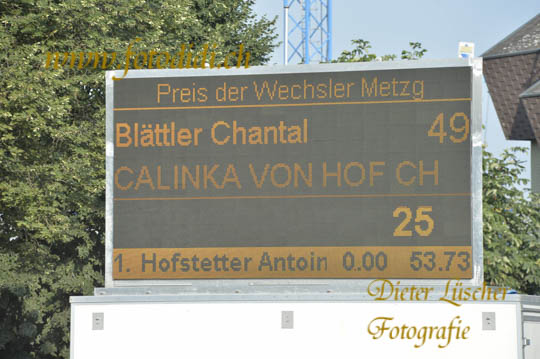 www.fotodidi.ch
Preis der Wechsler Metzg
Blättler Chantal 49
CALINKA VON HOF CH
25
1. Hofstetter Antoin 0.00 53.73
Dieter Lüscher
Fotografie